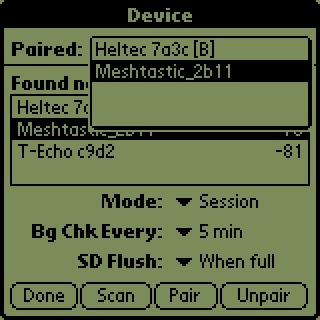 Device
Paired:
Heltec 7a3c [B]
Meshtastic_2b11
Found
Heltec
Meshtastic_2b11
T-Echo c9d2 -81
Mode: Session
Bg Chk Every: 5 min
SD Flush: When full
Done Scan Pair Unpair